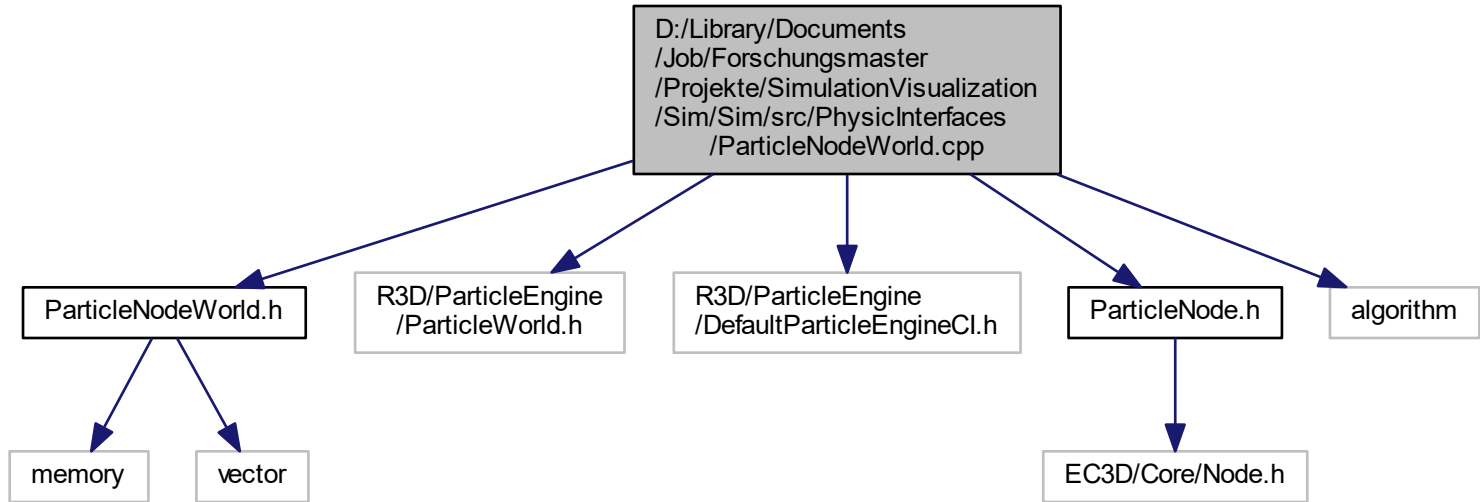 D:/Library/Documents
/Job/Forschungsmaster
/Projekte/SimulationVisualization
/Sim/Sim/src/PhysicInterfaces
/ParticleNodeWorld.cpp
ParticleNodeWorld.h
R3D/ParticleEngine
/ParticleWorld.h
R3D/ParticleEngine
/DefaultParticleEngineCI.h
ParticleNode.h
algorithm
memory
vector
EC3D/Core/Node.h